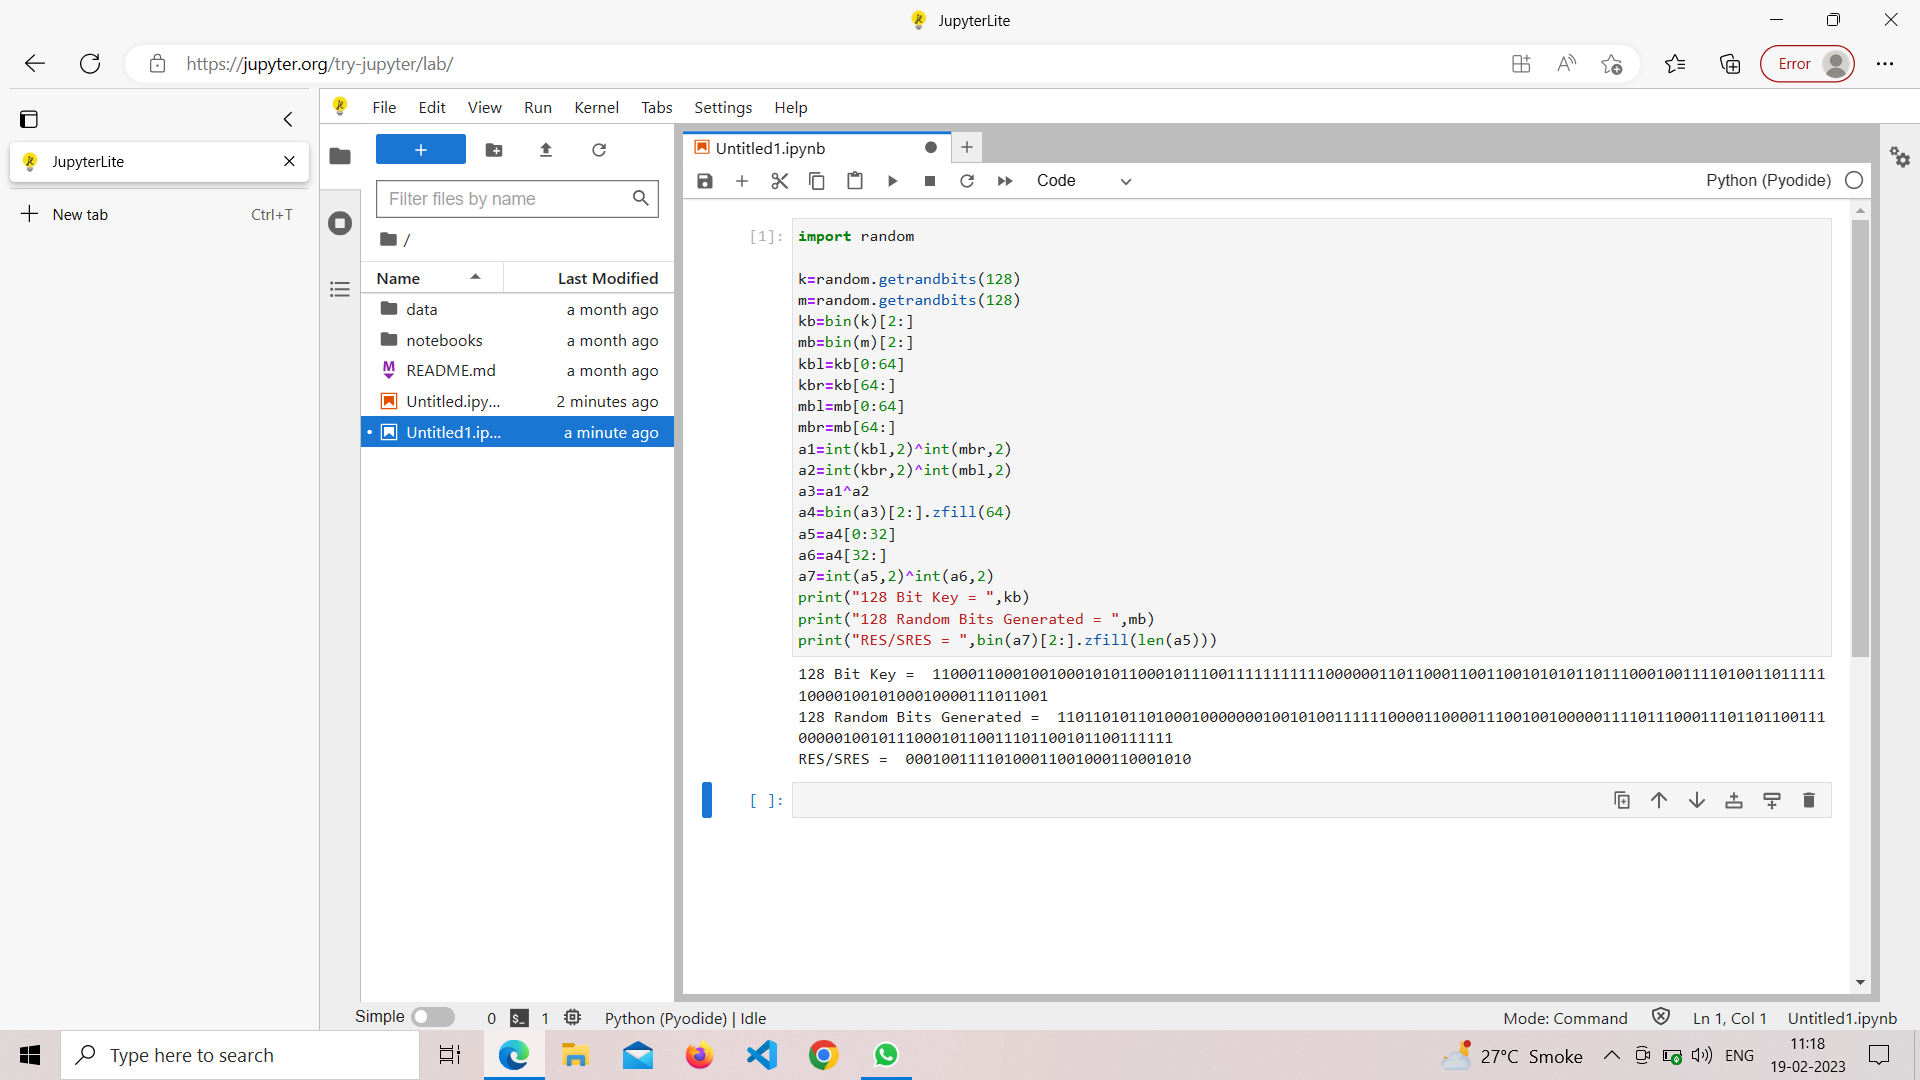 JupyterLite
https://jupyter.org/try-jupyter/lab/
Error
JupyterLite
New tab Ctrl+T
File Edit View Run Kernel Tabs Settings Help
Filter files by name
/
Name Last Modified
data a month ago
notebooks a month ago
README.md a month ago
Untitled.ipy... 2 minutes ago
Untitled1.ip... a minute ago
Untitled1.ipynb
Code
Python (Pyodide)
[1]: import random
k=random.getrandbits(128)
m=random.getrandbits(128)
kb=bin(k)[2:]
mb=bin(m)[2:]
kbl=kb[0:64]
kbr=kb[64:]
mbl=mb[0:64]
mbr=mb[64:]
a1=int(kbl,2)^int(mbr,2)
a2=int(kbr,2)^int(mbl,2)
a3=a1^a2
a4=bin(a3)[2:].zfill(64)
a5=a4[0:32]
a6=a4[32:]
a7=int(a5,2)^int(a6,2)
print("128 Bit Key = ",kb)
print("128 Random Bits Generated = ",mb)
print("RES/SRES = ",bin(a7)[2:].zfill(len(a5)))
128 Bit Key =
1000010010100010000111011001
128 Random Bits Generated =
RES/SRES = 00010011110100011001000110001010
[ ]:
Simple 0 1 Python (Pyodide) | Idle
Mode: Command Ln 1, Col 1 Untitled1.ipynb
Type here to search
27°C Smoke
ENG
11:18
19-02-2023